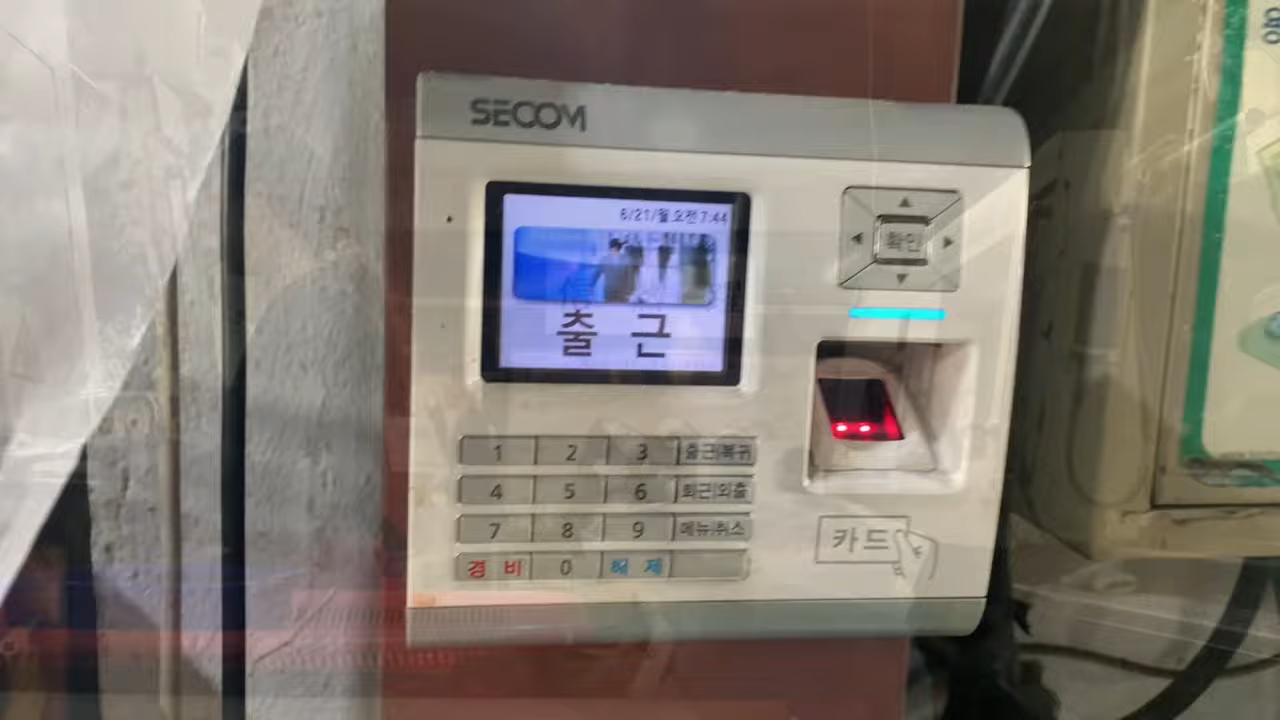 SECOM
6/21/월 오전 7:44
출 근
확인
1 2 3 출근|복귀
4 5 6 퇴근|외출
7 8 9 메뉴|취소
경 비 0 해 제
카드